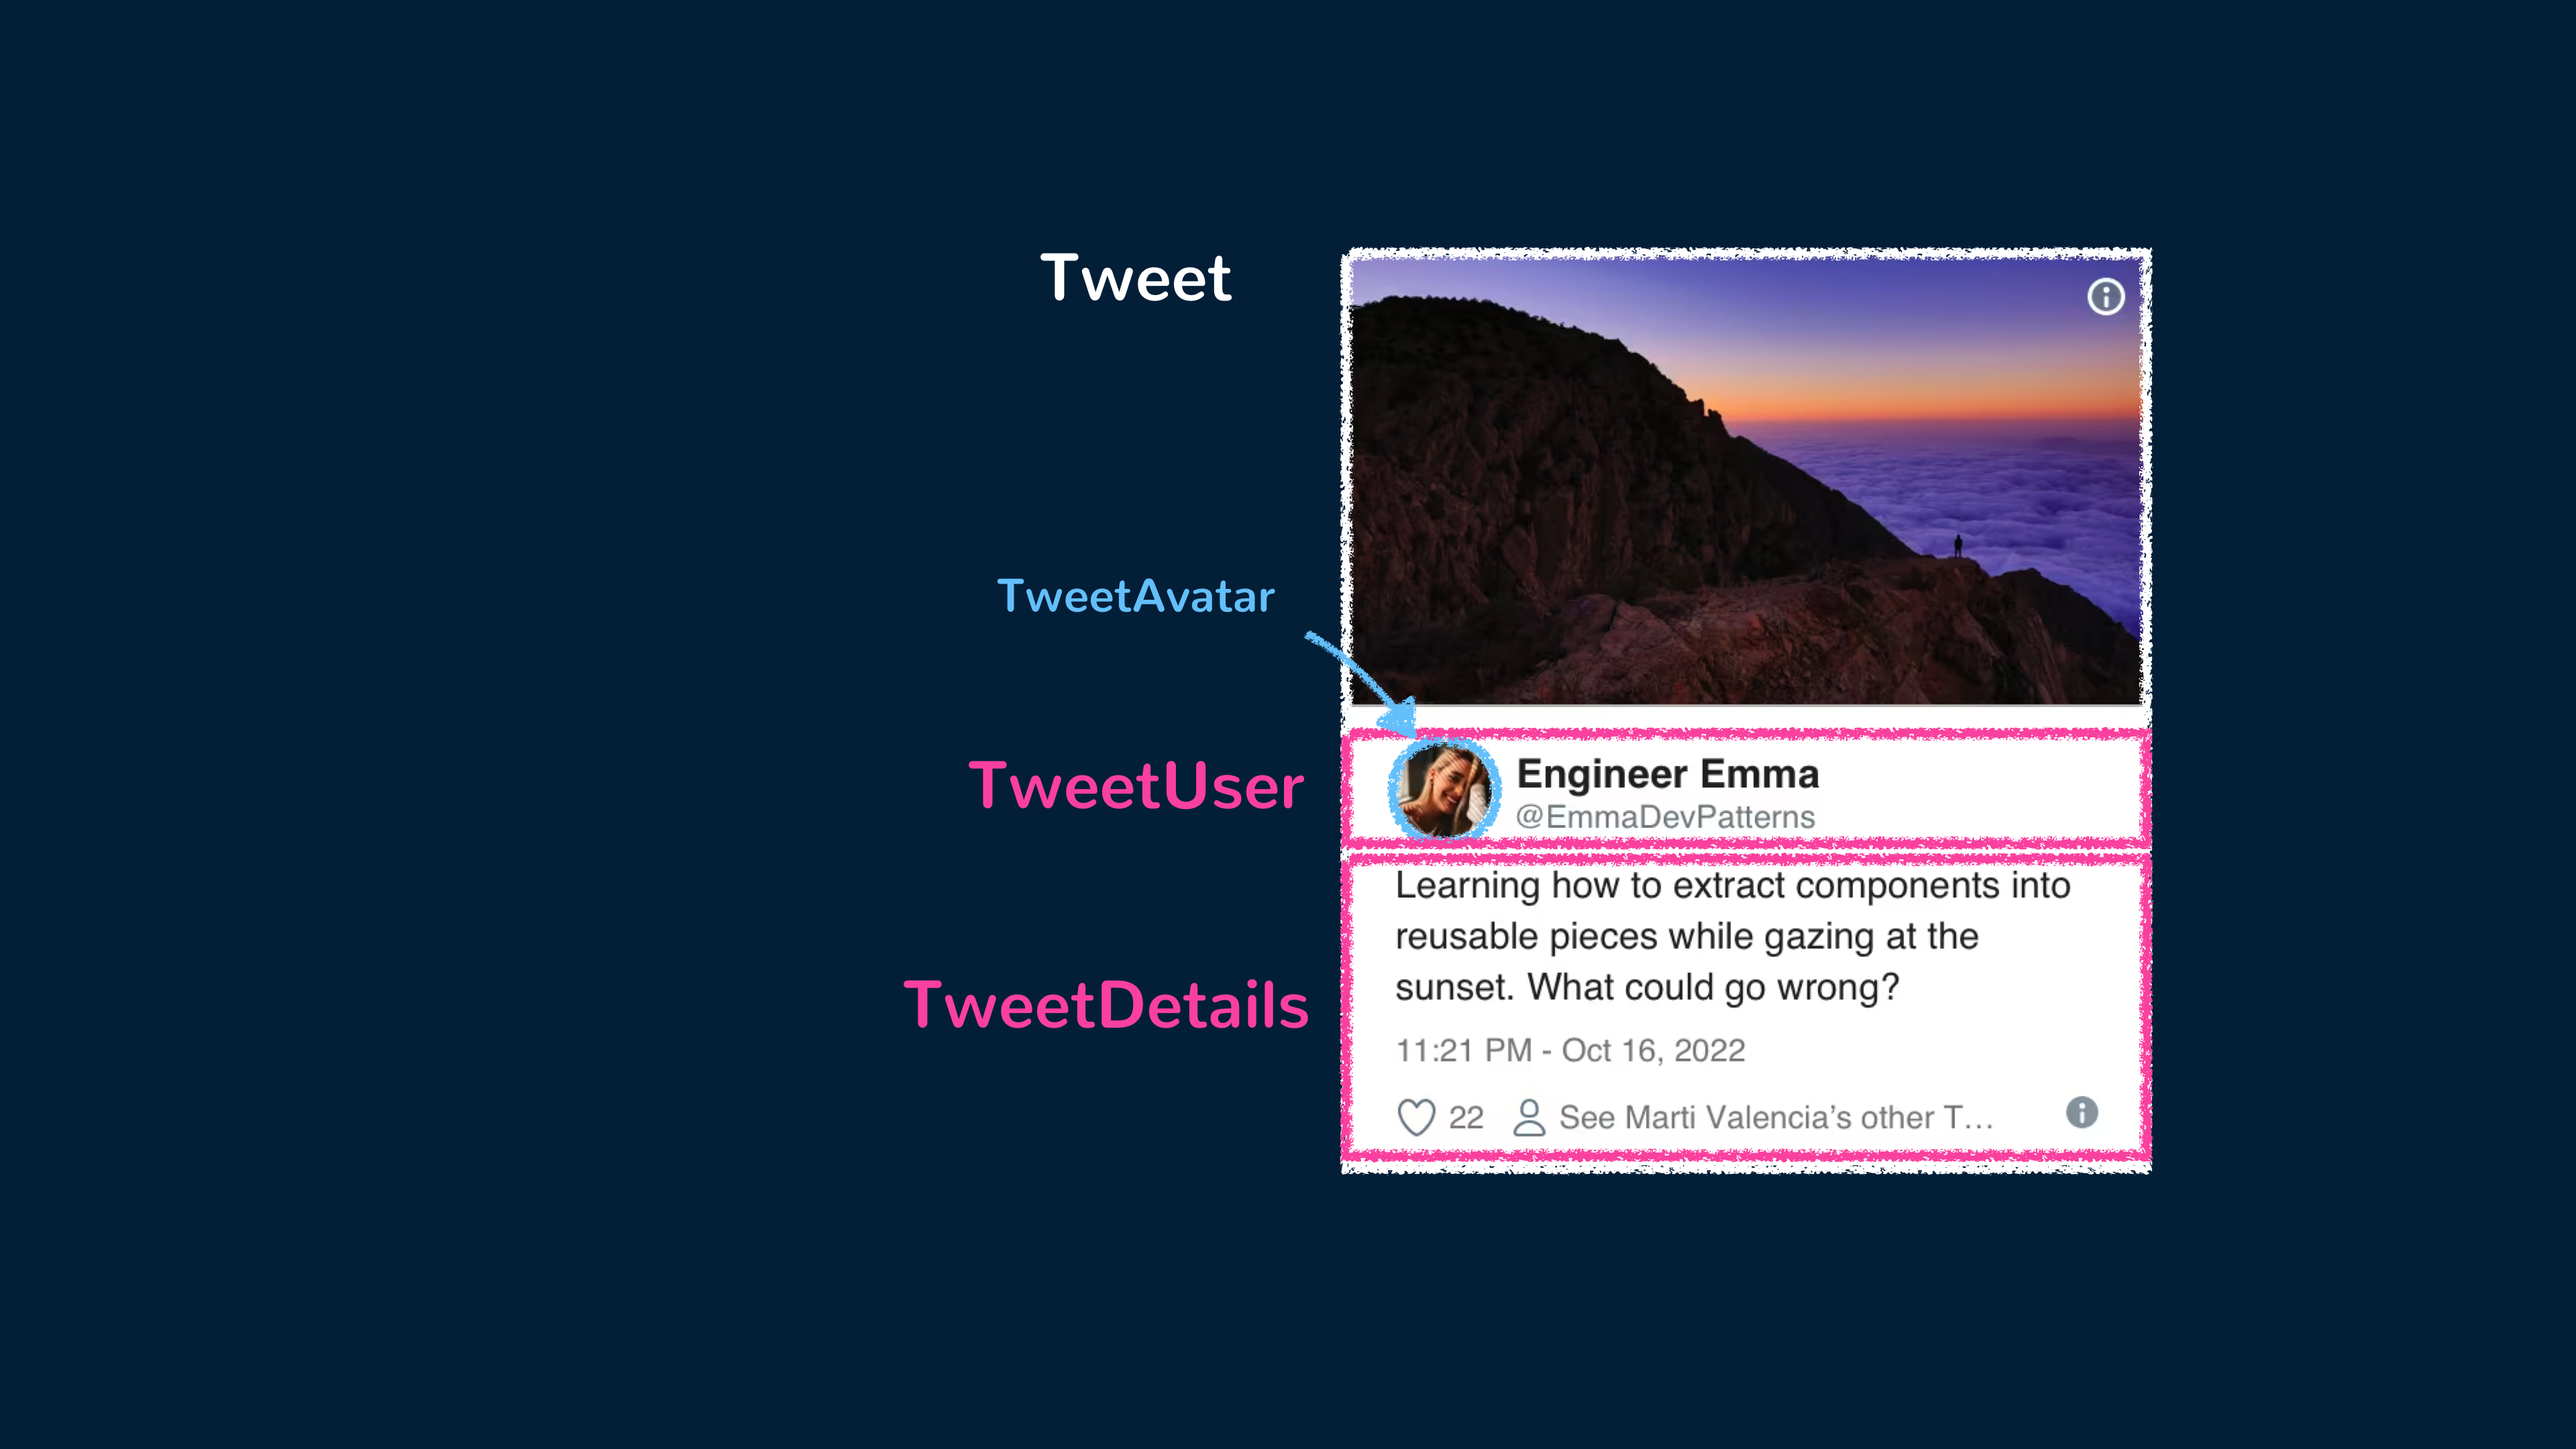 Tweet
TweetAvatar
TweetUser
Engineer Emma
@EmmaDevPatterns
TweetDetails
Learning how to extract components into
reusable pieces while gazing at the
sunset. What could go wrong?
11:21 PM - Oct 16, 2022
22 See Marti Valencia’s other T…